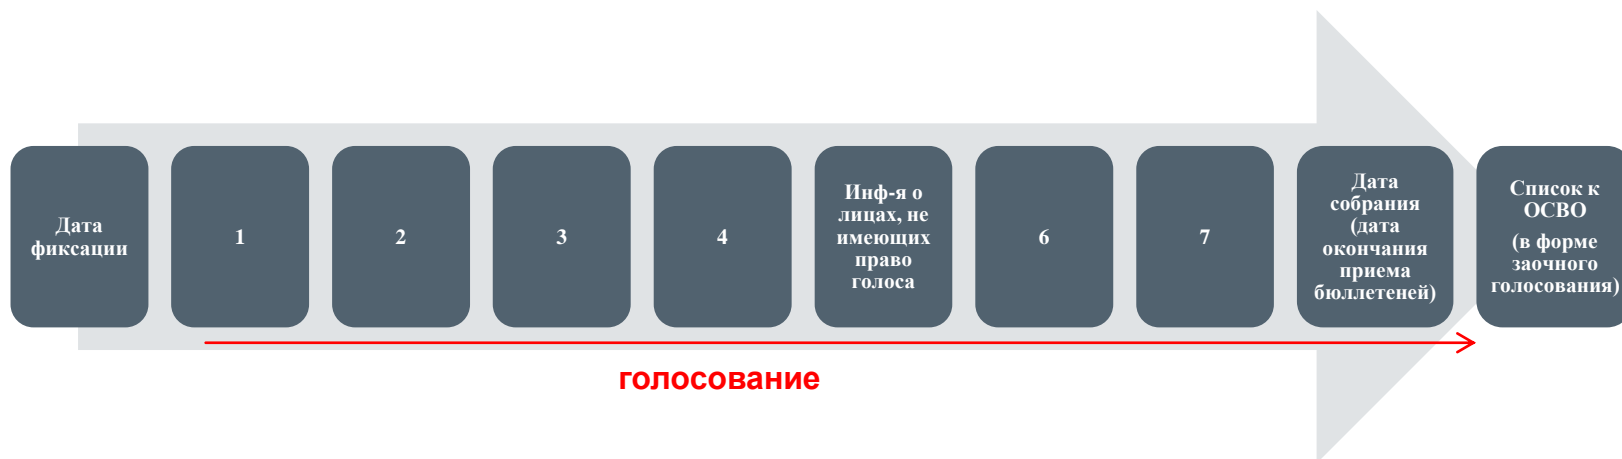 Дата
фиксации
1
2
3
4
Инф-я о
лицах, не
имеющих
право
голоса
6
7
Дата
собрания
(дата
окончания
приема
бюллетеней)
Список к
ОСВО
(в форме
заочного
голосования)
голосование